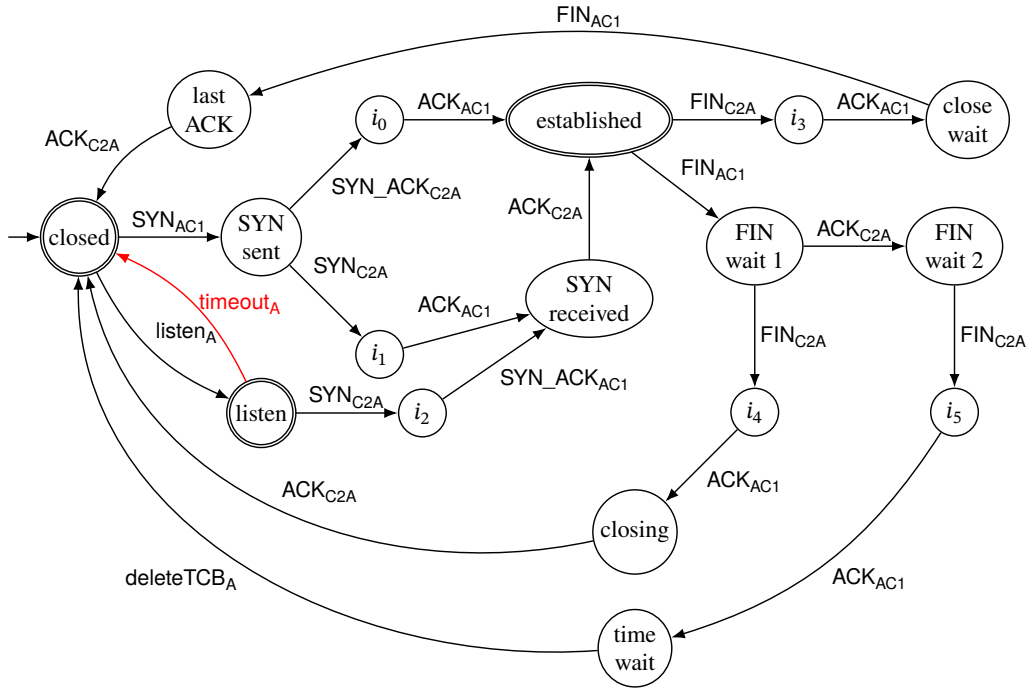 FIN_AC1
last
ACK
i_0
ACK_AC1
established
FIN_C2A
i_3
ACK_AC1
close
wait
ACK_C2A
SYN_ACK_C2A
FIN_AC1
closed
SYN_AC1
SYN
sent
ACK_C2A
FIN
wait 1
ACK_C2A
FIN
wait 2
SYN_C2A
timeout_A
listen_A
ACK_AC1
SYN
received
FIN_C2A
FIN_C2A
i_1
SYN_ACK_AC1
listen
SYN_C2A
i_2
i_4
i_5
ACK_C2A
ACK_AC1
closing
deleteTCB_A
ACK_AC1
time
wait